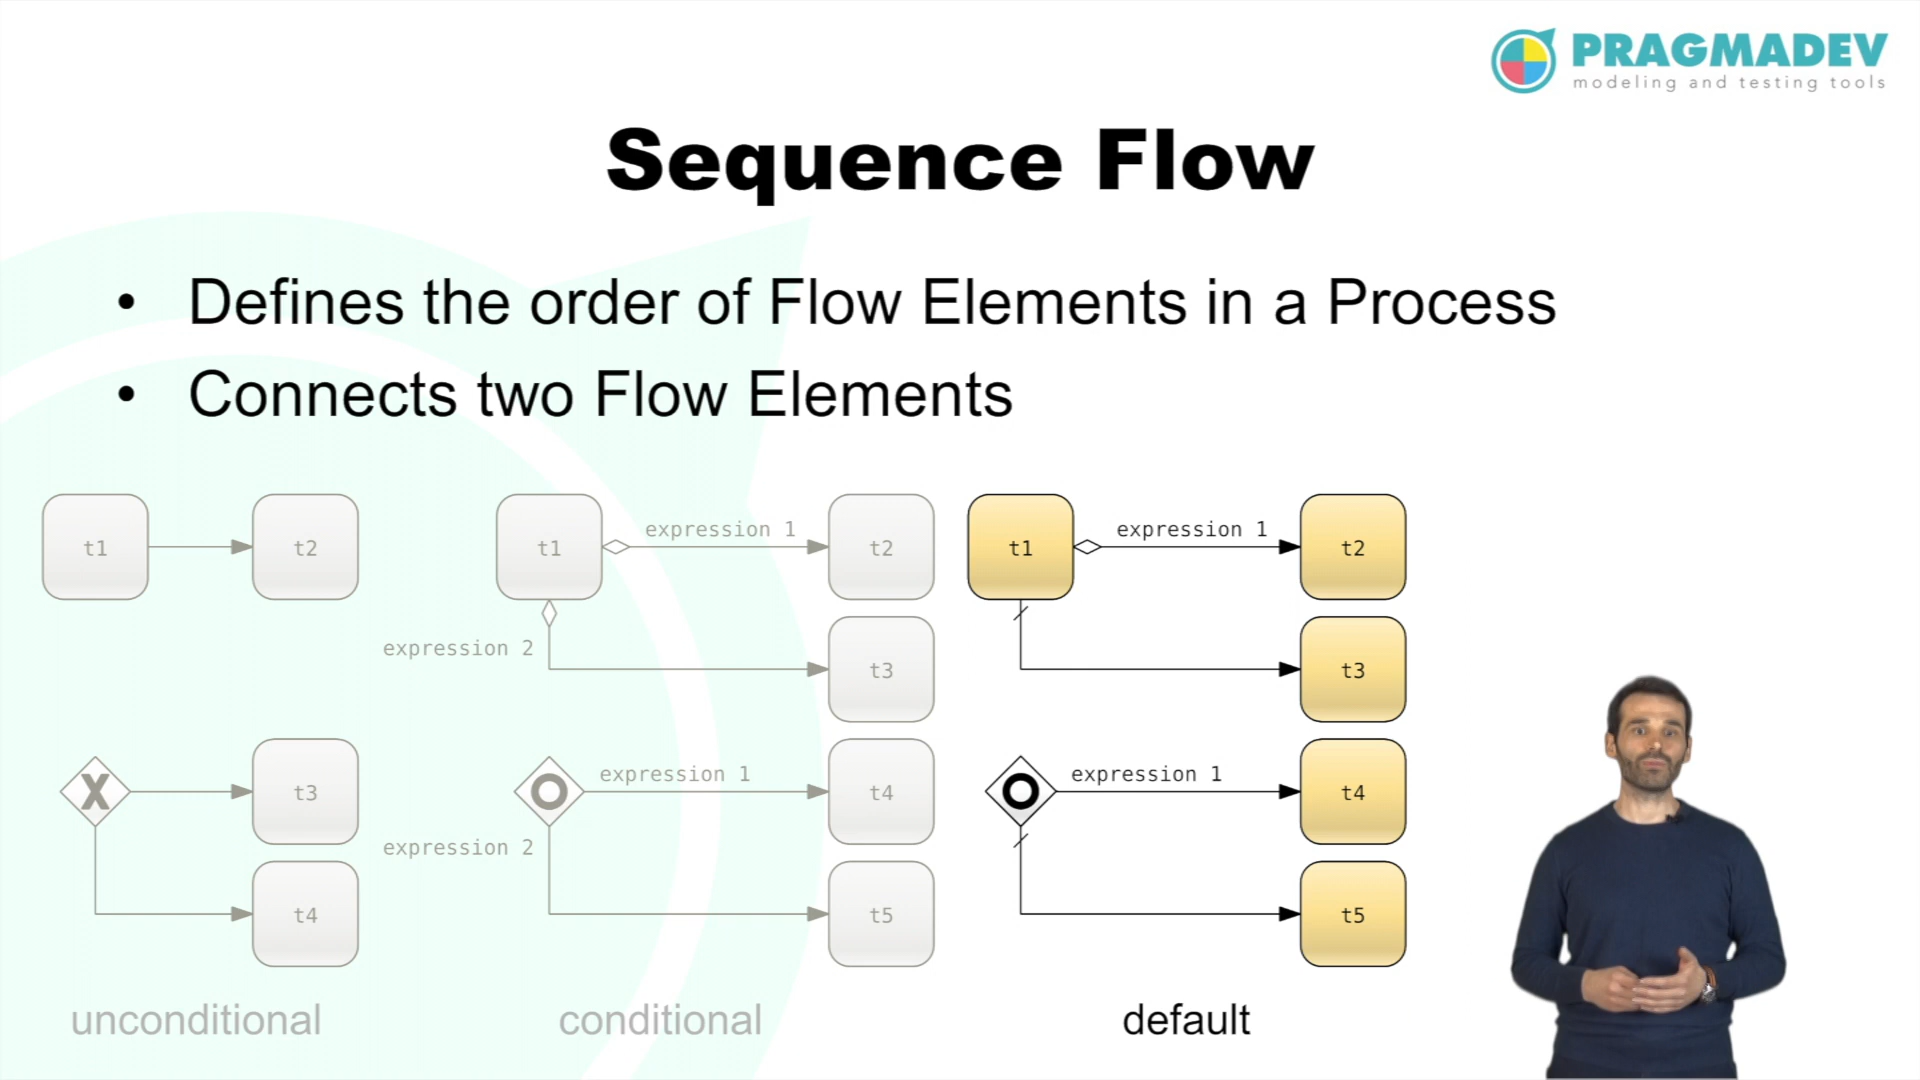 PRAGMADEV
modeling and testing tools
Sequence Flow
• Defines the order of Flow Elements in a Process
• Connects two Flow Elements
t1
t2
X
t3
t4
unconditional
t1
expression 1
t2
expression 2
t3
expression 1
t4
expression 2
t5
conditional
t1
expression 1
t2
t3
expression 1
t4
t5
default